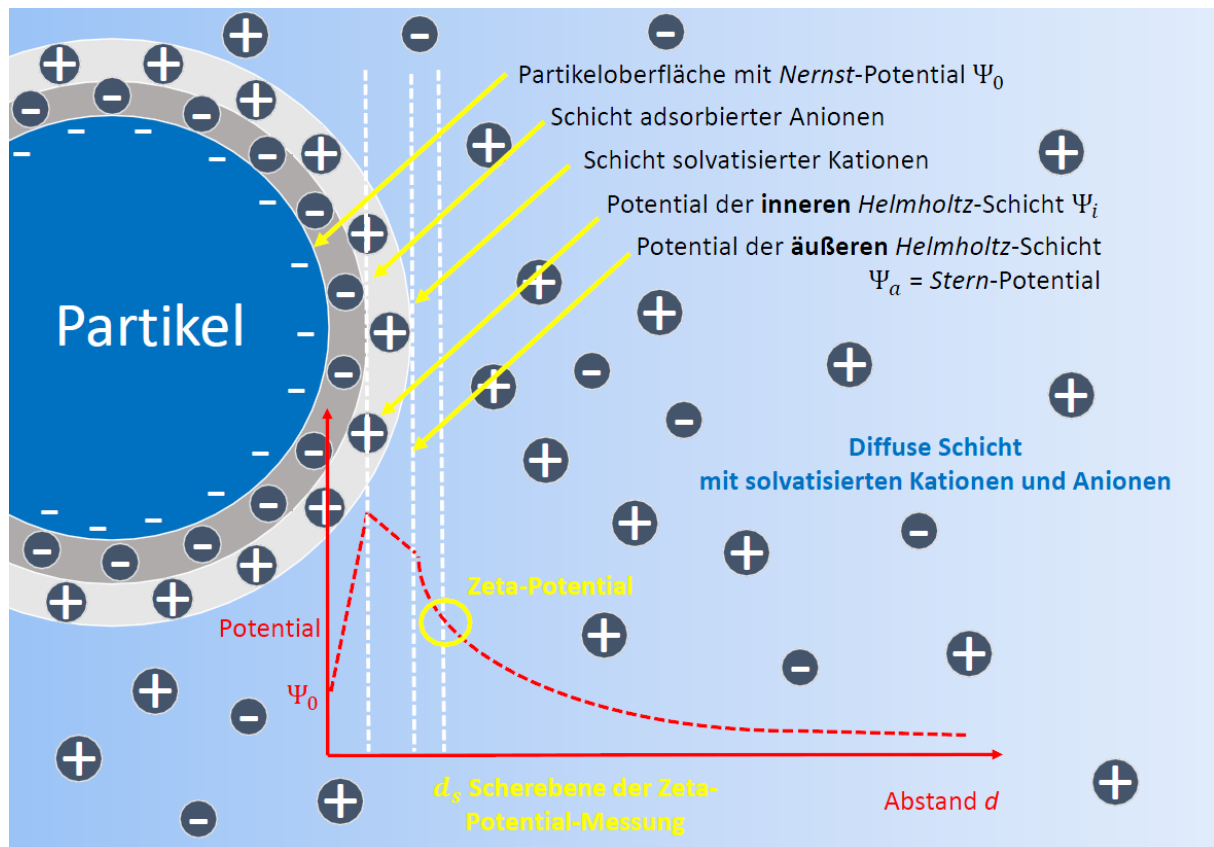 Partikeloberfläche mit Nernst-Potential Ψ₀
Schicht adsorbierter Anionen
Schicht solvatisierter Kationen
Potential der inneren Helmholtz-Schicht Ψᵢ
Potential der äußeren Helmholtz-Schicht
Ψₐ = Stern-Potential
Partikel
Diffuse Schicht
mit solvatisierten Kationen und Anionen
Zeta-Potential
Potential
Ψ₀
dₛ Scherebene der Zeta-
Potential-Messung
Abstand d